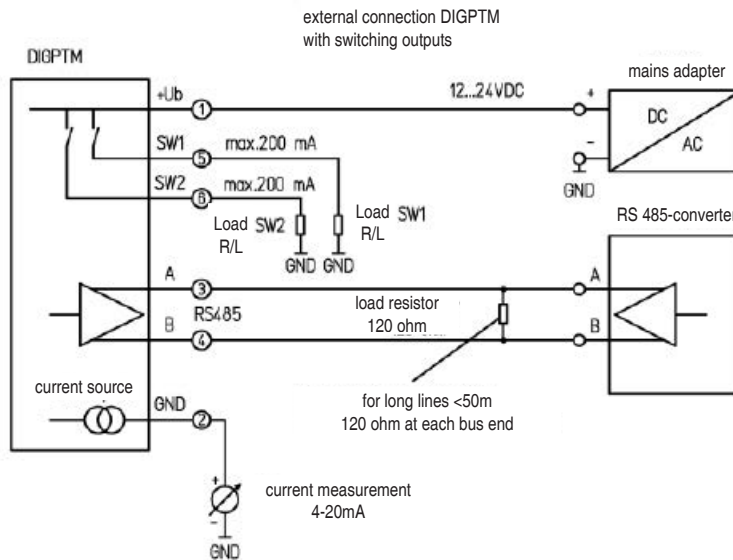 external connection DIGPTM
with switching outputs
DIGPTM
mains adapter
+Ub
1
12...24VDC
+
DC
AC
-
GND
SW1
5
max.200 mA
SW2
6
max.200 mA
Load SW2
R/L
Load SW1
R/L
GND GND
RS 485-converter
A
3
A
RS485
load resistor
120 ohm
B
4
B
for long lines <50m
120 ohm at each bus end
current source
GND
2
+
-
current measurement
4-20mA
GND